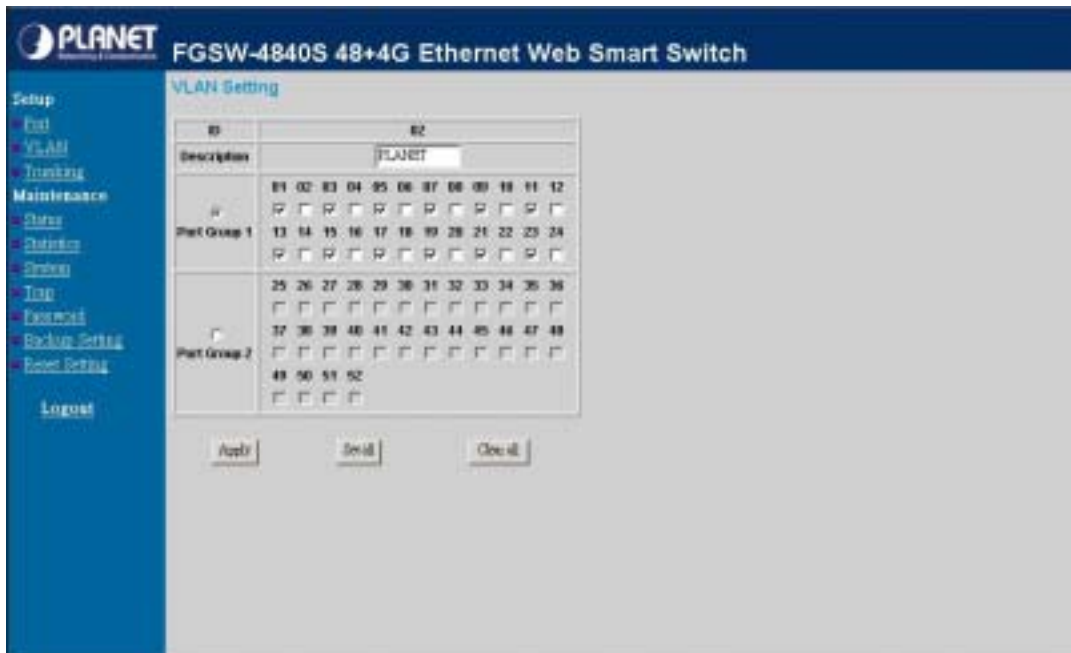 PLANET
FGSW-4840S 48+4G Ethernet Web Smart Switch
Setup
Port
VLAN
Trunking
Maintenance
Status
Statistics
System
Trap
Password
Backup Setting
Reset Setting
Logout
VLAN Setting
ID 02
Description PLANET
Port Group 1
01 02 03 04 05 06 07 08 09 10 11 12
13 14 15 16 17 18 19 20 21 22 23 24
Port Group 2
25 26 27 28 29 30 31 32 33 34 35 36
37 38 39 40 41 42 43 44 45 46 47 48
49 50 51 52
Apply Set all Clear all